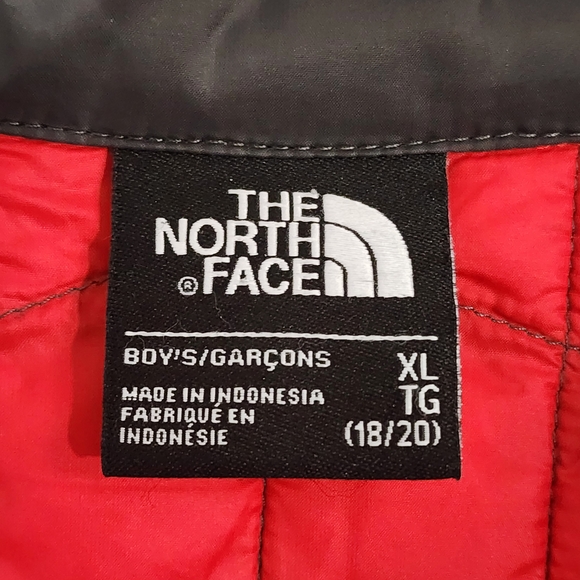 THE
NORTH
® FACE
BOY'S/GARÇONS
XL
TG
(18/20)
MADE IN INDONESIA
FABRIQUÉ EN
INDONÉSIE